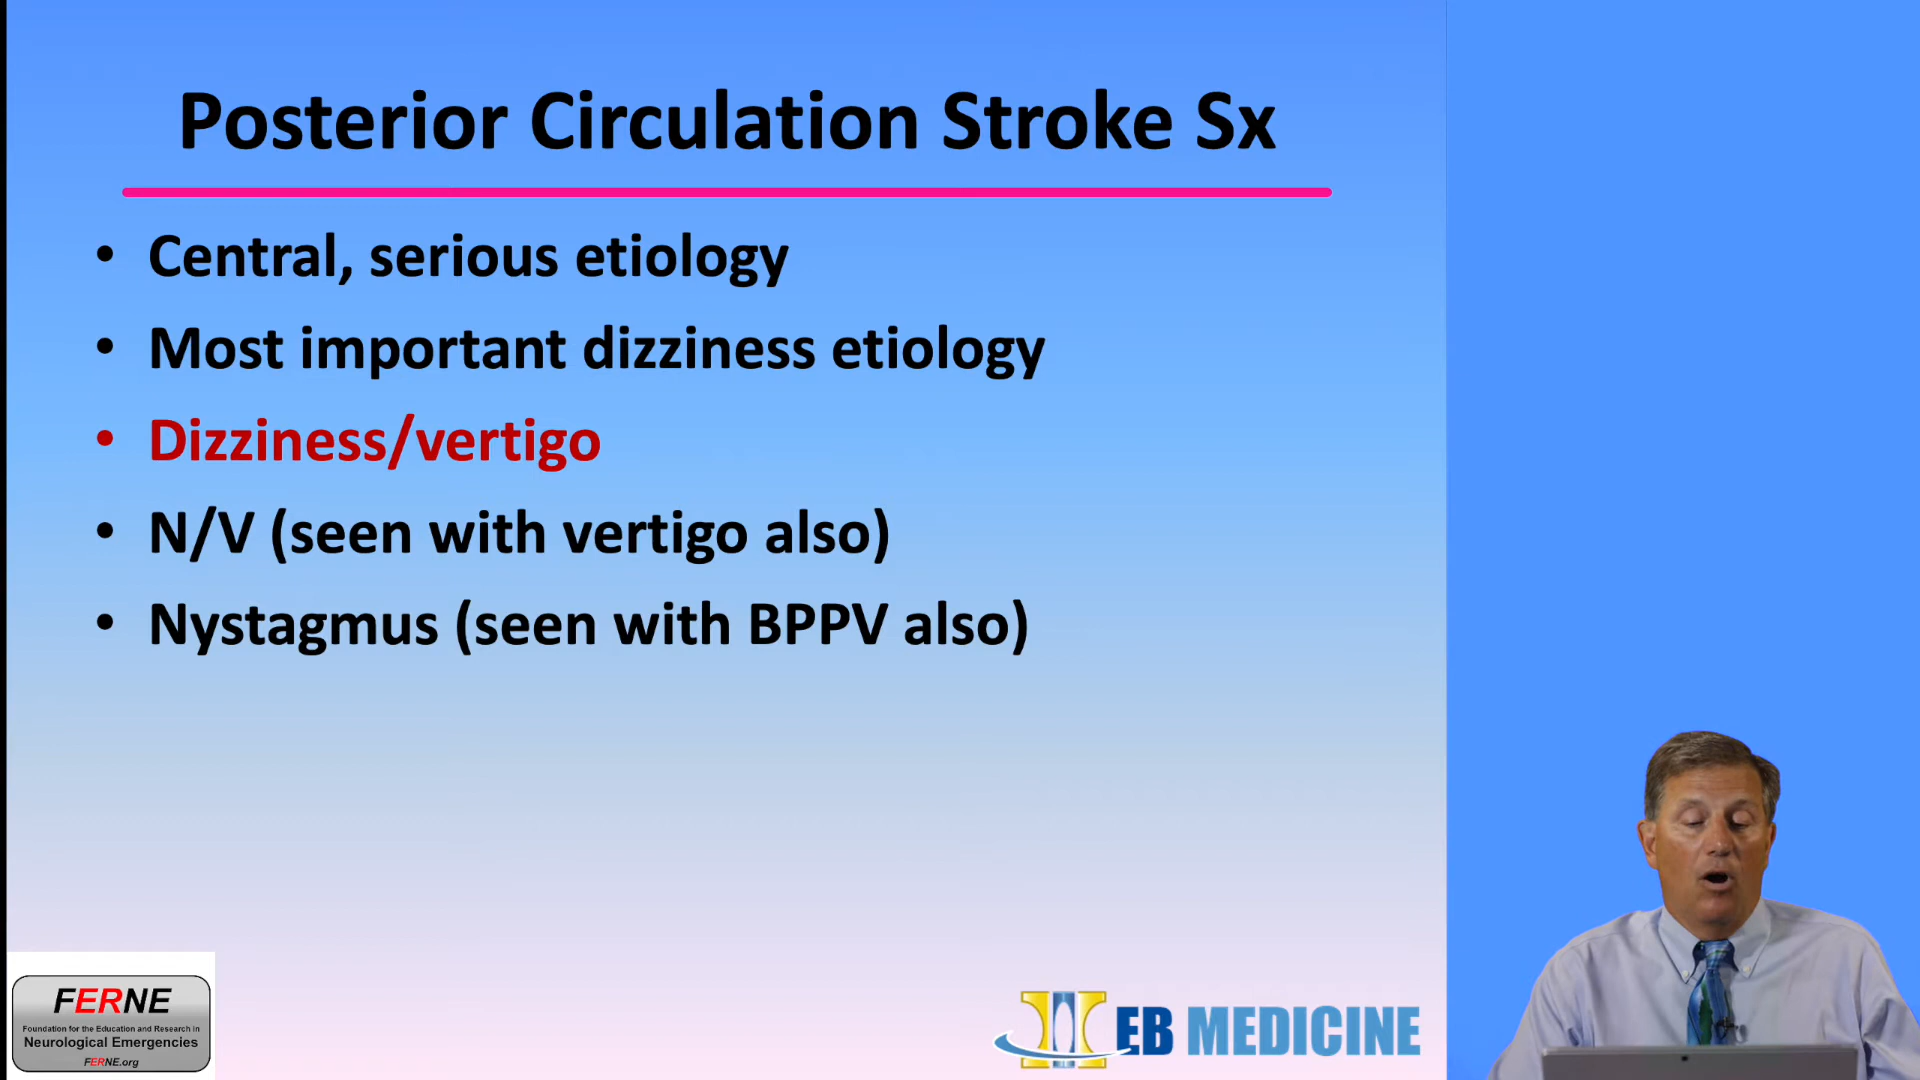 Posterior Circulation Stroke Sx
• Central, serious etiology
• Most important dizziness etiology
• Dizziness/vertigo
• N/V (seen with vertigo also)
• Nystagmus (seen with BPPV also)
FERNE
Foundation for the Education and Research in
Neurological Emergencies
FERNE.org
EB MEDICINE